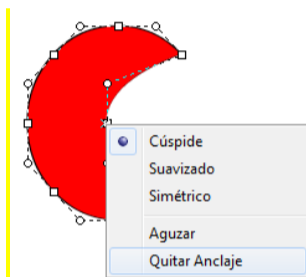 Cúspide
Suavizado
Simétrico
Aguzar
Quitar Anclaje